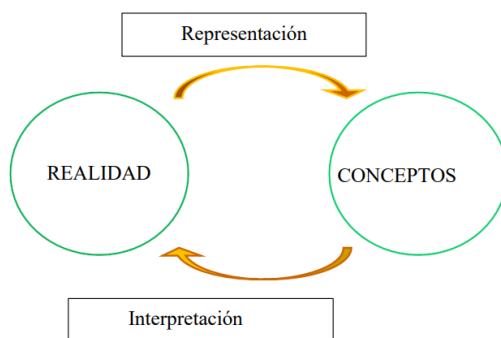 Representación
REALIDAD
CONCEPTOS
Interpretación